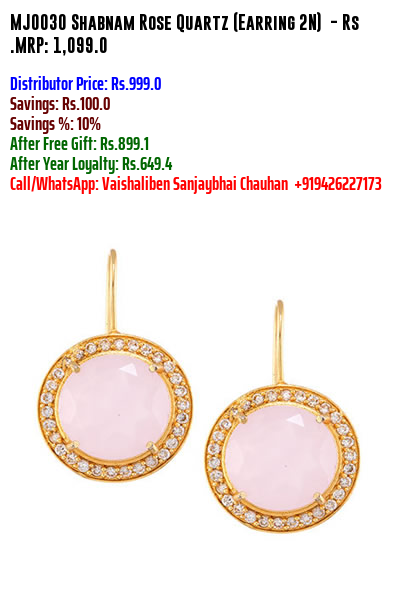 MJ0030 Shabnam Rose Quartz (Earring 2N) - Rs
.MRP: 1,099.0
Distributor Price: Rs.999.0
Savings: Rs.100.0
Savings %: 10%
After Free Gift: Rs.899.1
After Year Loyalty: Rs.649.4
Call/WhatsApp: Vaishaliben Sanjaybhai Chauhan +919426227173